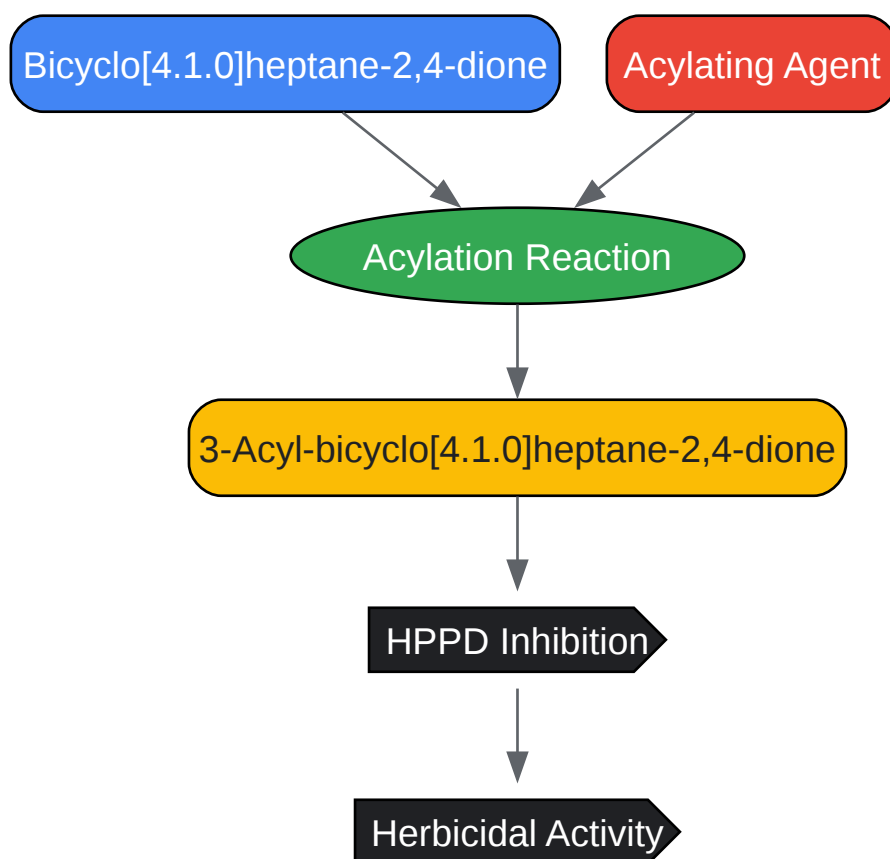 Bicyclo[4.1.0]heptane-2,4-dione
Acylating Agent
Acylation Reaction
3-Acyl-bicyclo[4.1.0]heptane-2,4-dione
HPPD Inhibition
Herbicidal Activity